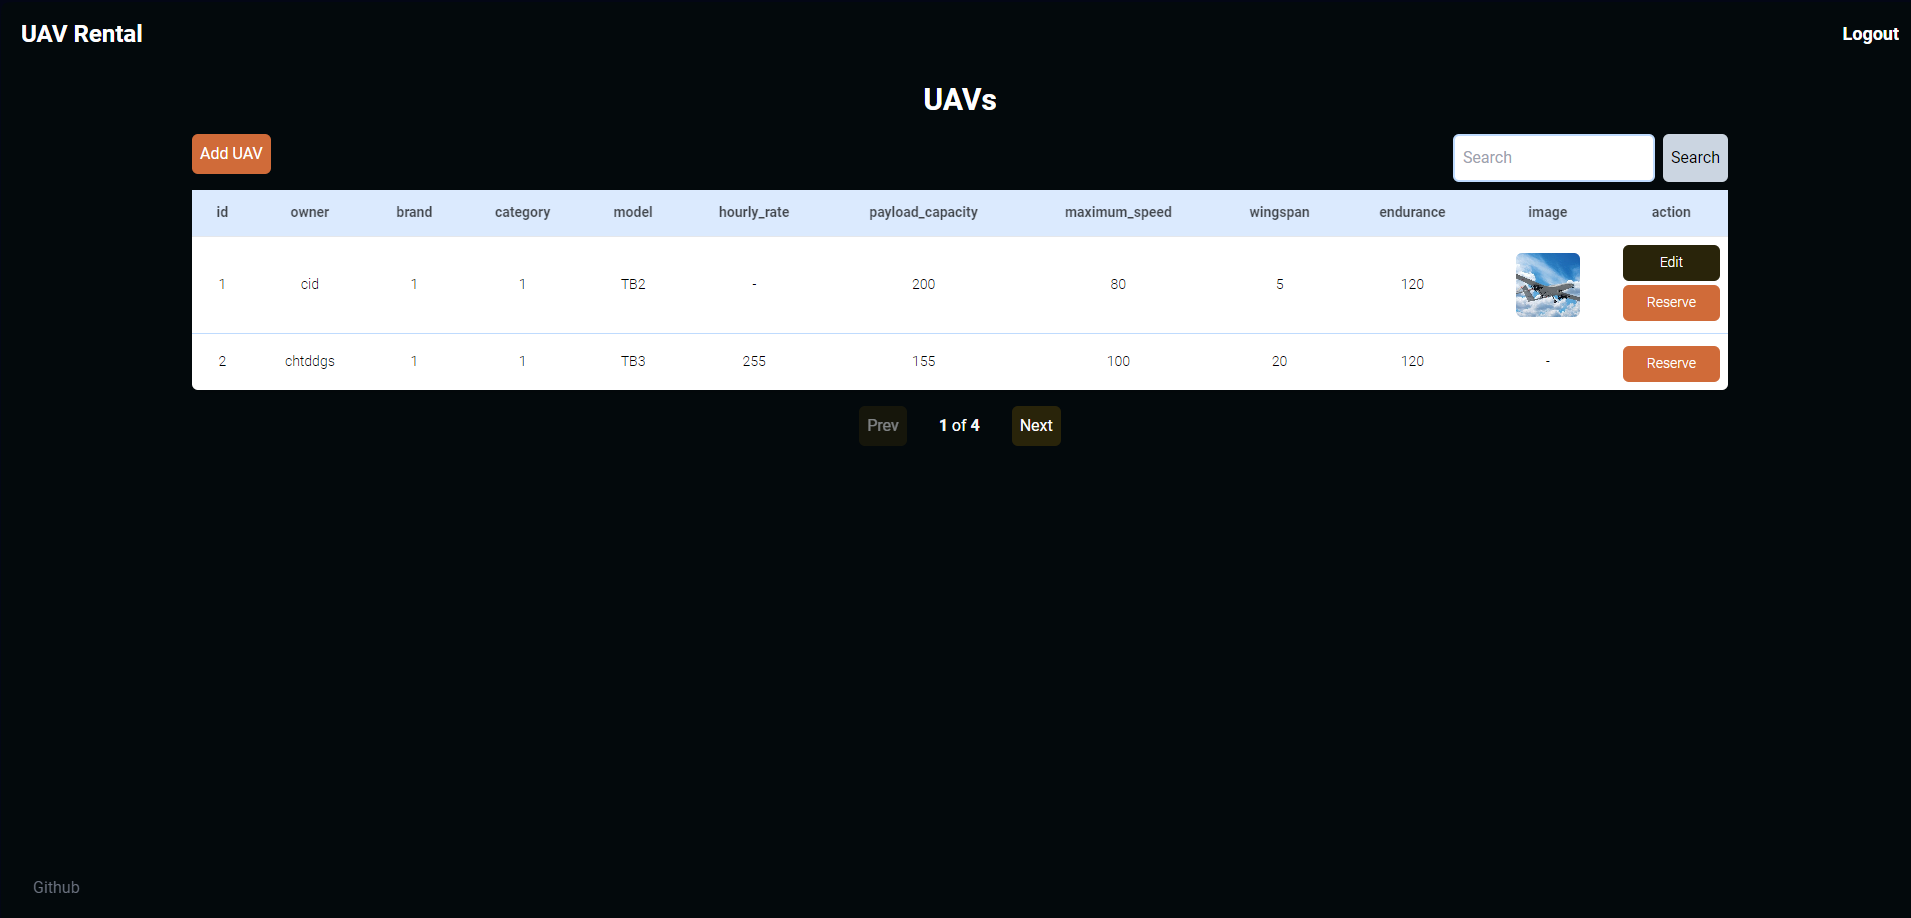 UAV Rental Logout
UAVs
Add UAV Search Search
id owner brand category model hourly_rate payload_capacity maximum_speed wingspan endurance image action
1 cid 1 1 TB2 - 200 80 5 120 Edit
Reserve
2 chtddgs 1 1 TB3 255 155 100 20 120 - Reserve
Prev 1 of 4 Next
Github